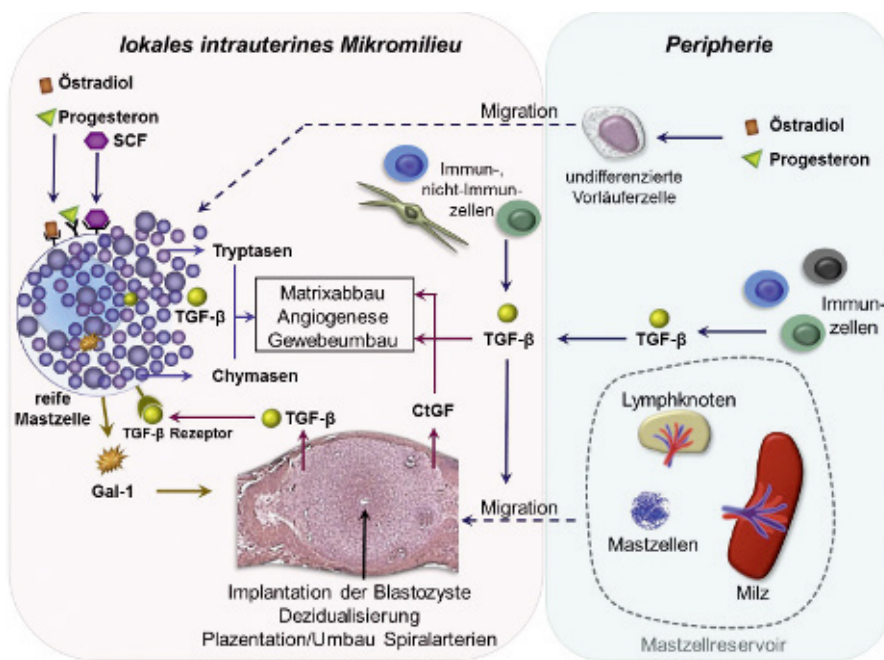 lokales intrauterines Mikromilieu
Östradiol
Progesteron
SCF
Tryptasen
TGF-β
Chymasen
reife
Mastzelle
TGF-β Rezeptor
Gal-1
Matrixabbau
Angiogenese
Gewebeumbau
TGF-β
CtGF
Immun-,
nicht-Immun-
zellen
TGF-β
Migration
Migration
Implantation der Blastozyste
Dezidualisierung
Plazentation/Umbau Spiralarterien
Peripherie
undifferenzierte
Vorläuferzelle
Östradiol
Progesteron
Immun-
zellen
TGF-β
Lymphknoten
Mastzellen
Milz
Mastzellreservoir